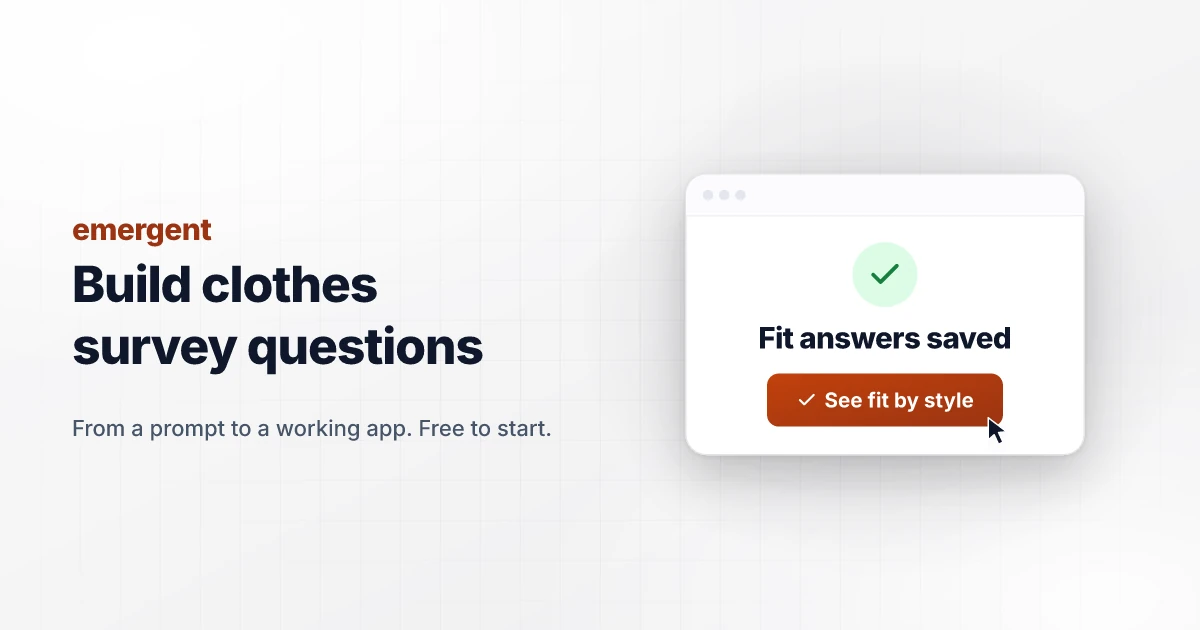 emergent
Build clothes
survey questions
From a prompt to a working app. Free to start.
Fit answers saved
See fit by style